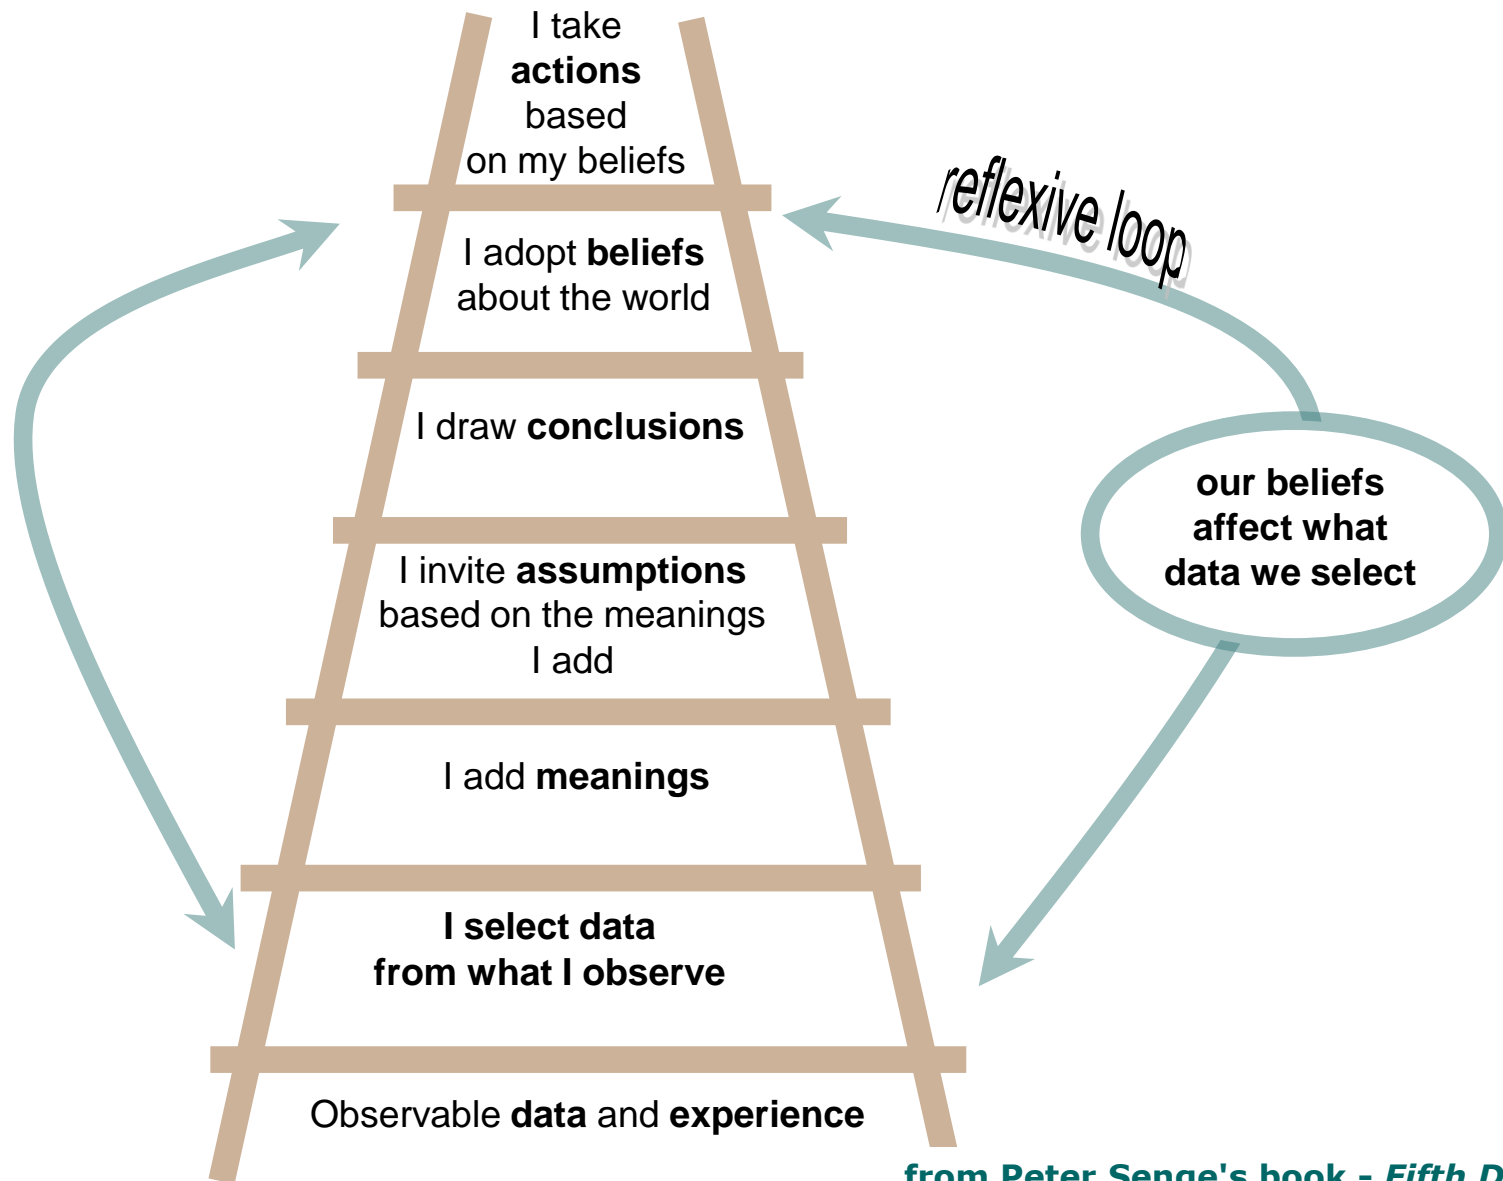 I take
actions
based
on my beliefs
reflexive loop
I adopt beliefs
about the world
I draw conclusions
our beliefs
affect what
data we select
I invite assumptions
based on the meanings
I add
I add meanings
I select data
from what I observe
Observable data and experience
from Peter Senge's book - Fifth D